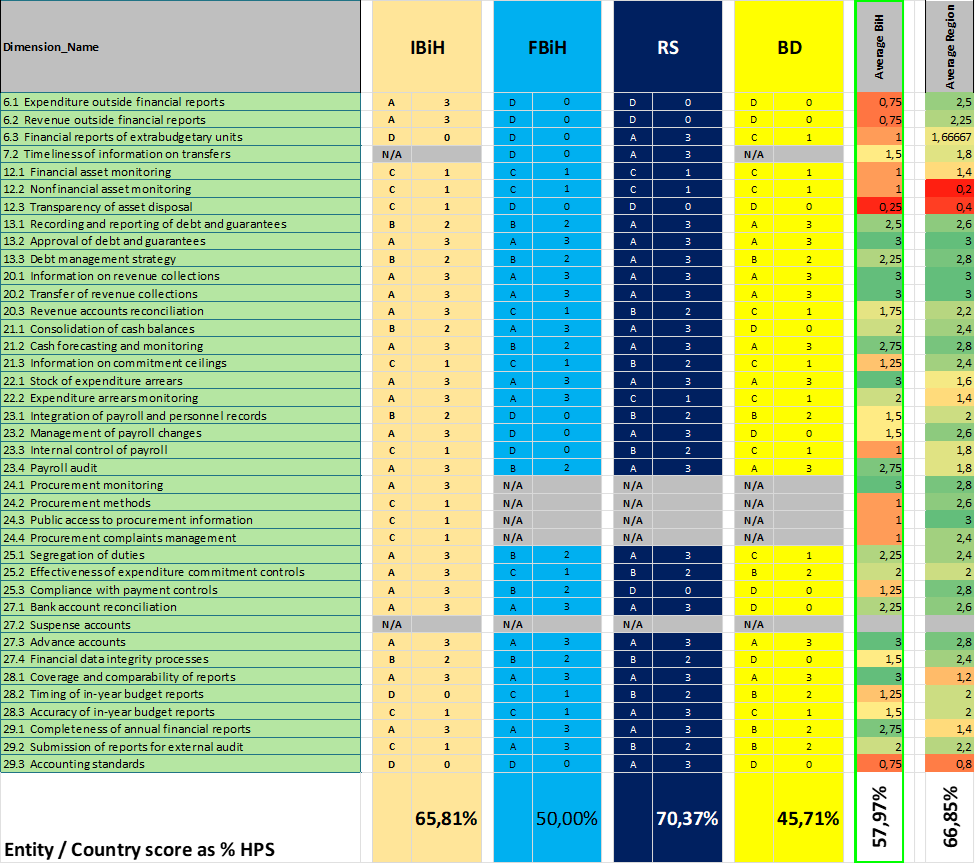 Dimension_Name IBiH FBiH RS BD Average BiH Average Region
6.1 Expenditure outside financial reports A 3 D 0 D 0 D 0 0,75 2,5
6.2 Revenue outside financial reports A 3 D 0 D 0 D 0 0,75 2,25
6.3 Financial reports of extrabudgetary units D 0 D 0 A 3 C 1 1 1,66667
7.2 Timeliness of information on transfers N/A D 0 A 3 N/A 1,5 1,8
12.1 Financial asset monitoring C 1 C 1 C 1 C 1 1 1,4
12.2 Nonfinancial asset monitoring C 1 C 1 C 1 C 1 1 0,2
12.3 Transparency of asset disposal C 1 D 0 D 0 D 0 0,25 0,4
13.1 Recording and reporting of debt and guarantees B 2 B 2 A 3 A 3 2,5 2,6
13.2 Approval of debt and guarantees A 3 A 3 A 3 A 3 3 3
13.3 Debt management strategy B 2 B 2 A 3 B 2 2,25 2,8
20.1 Information on revenue collections A 3 A 3 A 3 A 3 3 3
20.2 Transfer of revenue collections A 3 A 3 A 3 A 3 3 3
20.3 Revenue accounts reconciliation A 3 C 1 B 2 C 1 1,75 2,2
21.1 Consolidation of cash balances B 2 A 3 A 3 D 0 2 2,4
21.2 Cash forecasting and monitoring A 3 B 2 A 3 A 3 2,75 2,8
21.3 Information on commitment ceilings C 1 C 1 B 2 C 1 1,25 2,4
22.1 Stock of expenditure arrears A 3 A 3 A 3 A 3 3 1,6
22.2 Expenditure arrears monitoring A 3 A 3 C 1 C 1 2 1,4
23.1 Integration of payroll and personnel records B 2 D 0 B 2 B 2 1,5 2
23.2 Management of payroll changes A 3 D 0 A 3 D 0 1,5 2,6
23.3 Internal control of payroll C 1 D 0 B 2 C 1 1 1,8
23.4 Payroll audit A 3 B 2 A 3 A 3 2,75 1,8
24.1 Procurement monitoring A 3 N/A N/A N/A 3 2,8
24.2 Procurement methods C 1 N/A N/A N/A 1 2,6
24.3 Public access to procurement information C 1 N/A N/A N/A 1 3
24.4 Procurement complaints management C 1 N/A N/A N/A 1 2,4
25.1 Segregation of duties A 3 B 2 A 3 C 1 2,25 2,4
25.2 Effectiveness of expenditure commitment controls A 3 C 1 B 2 B 2 2 2
25.3 Compliance with payment controls A 3 B 2 D 0 D 0 1,25 2,8
27.1 Bank account reconciliation A 3 A 3 A 3 D 0 2,25 2,6
27.2 Suspense accounts N/A N/A N/A N/A
27.3 Advance accounts A 3 A 3 A 3 A 3 3 2,8
27.4 Financial data integrity processes B 2 B 2 B 2 D 0 1,5 2,4
28.1 Coverage and comparability of reports A 3 A 3 A 3 A 3 3 1,2
28.2 Timing of in-year budget reports D 0 C 1 B 2 B 2 1,25 2
28.3 Accuracy of in-year budget reports C 1 C 1 A 3 C 1 1,5 2
29.1 Completeness of annual financial reports A 3 A 3 A 3 B 2 2,75 1,4
29.2 Submission of reports for external audit C 1 A 3 B 2 B 2 2 2,2
29.3 Accounting standards D 0 D 0 A 3 D 0 0,75 0,8
Entity / Country score as % HPS 65,81% 50,00% 70,37% 45,71% 57,97% 66,85%